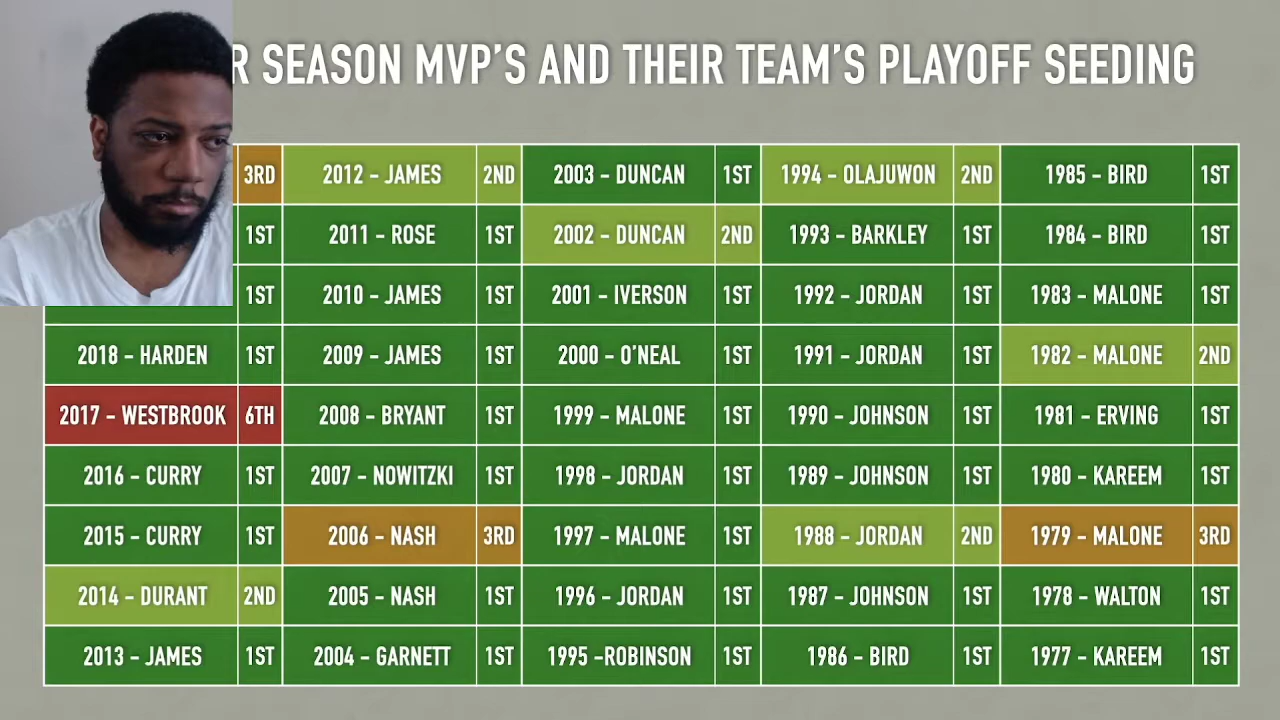 R SEASON MVP'S AND THEIR TEAM'S PLAYOFF SEEDING
3RD 2012 - JAMES 2ND 2003 - DUNCAN 1ST 1994 - OLAJUWON 2ND 1985 - BIRD 1ST
1ST 2011 - ROSE 1ST 2002 - DUNCAN 2ND 1993 - BARKLEY 1ST 1984 - BIRD 1ST
1ST 2010 - JAMES 1ST 2001 - IVERSON 1ST 1992 - JORDAN 1ST 1983 - MALONE 1ST
2018 - HARDEN 1ST 2009 - JAMES 1ST 2000 - O'NEAL 1ST 1991 - JORDAN 1ST 1982 - MALONE 2ND
2017 - WESTBROOK 6TH 2008 - BRYANT 1ST 1999 - MALONE 1ST 1990 - JOHNSON 1ST 1981 - ERVING 1ST
2016 - CURRY 1ST 2007 - NOWITZKI 1ST 1998 - JORDAN 1ST 1989 - JOHNSON 1ST 1980 - KAREEM 1ST
2015 - CURRY 1ST 2006 - NASH 3RD 1997 - MALONE 1ST 1988 - JORDAN 2ND 1979 - MALONE 3RD
2014 - DURANT 2ND 2005 - NASH 1ST 1996 - JORDAN 1ST 1987 - JOHNSON 1ST 1978 - WALTON 1ST
2013 - JAMES 1ST 2004 - GARNETT 1ST 1995 -ROBINSON 1ST 1986 - BIRD 1ST 1977 - KAREEM 1ST